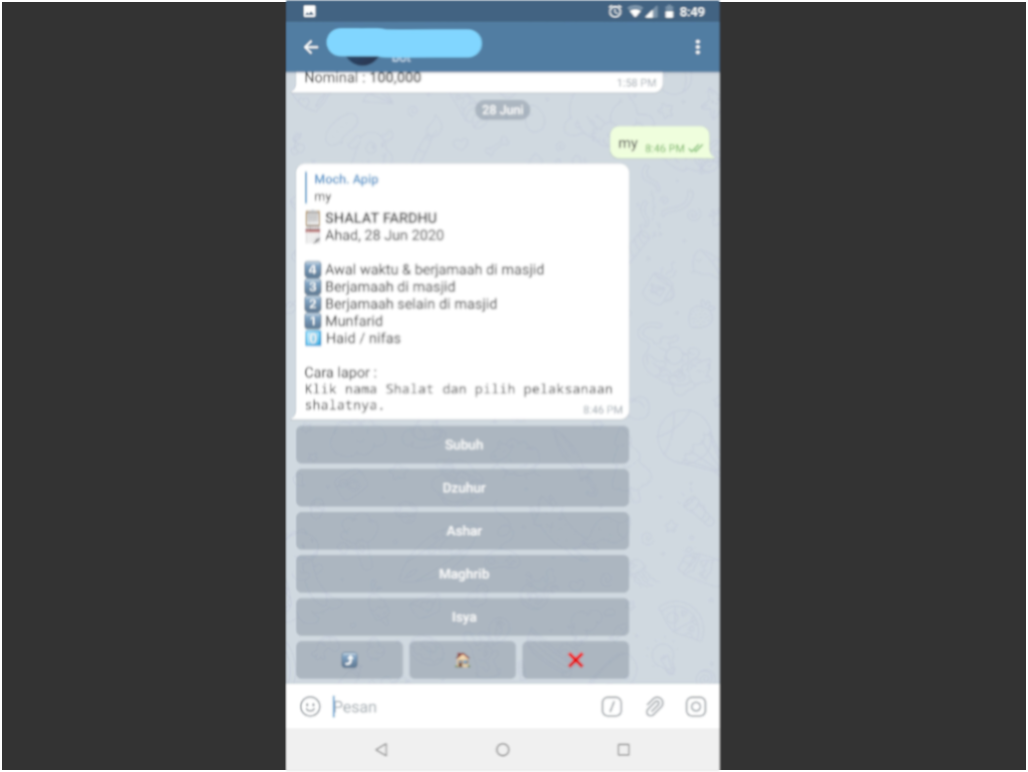 8:49
Bot
Nominal : 100,000
1:58 PM
28 Juni
my 8:46 PM
Moch. Apip
my
SHALAT FARDHU
Ahad, 28 Jun 2020
4 Awal waktu & berjamaah di masjid
3 Berjamaah di masjid
2 Berjamaah selain di masjid
1 Munfarid
0 Haid / nifas
Cara lapor :
Klik nama Shalat dan pilih pelaksanaan
shalatnya.
8:46 PM
Subuh
Dzuhur
Ashar
Maghrib
Isya
Pesan